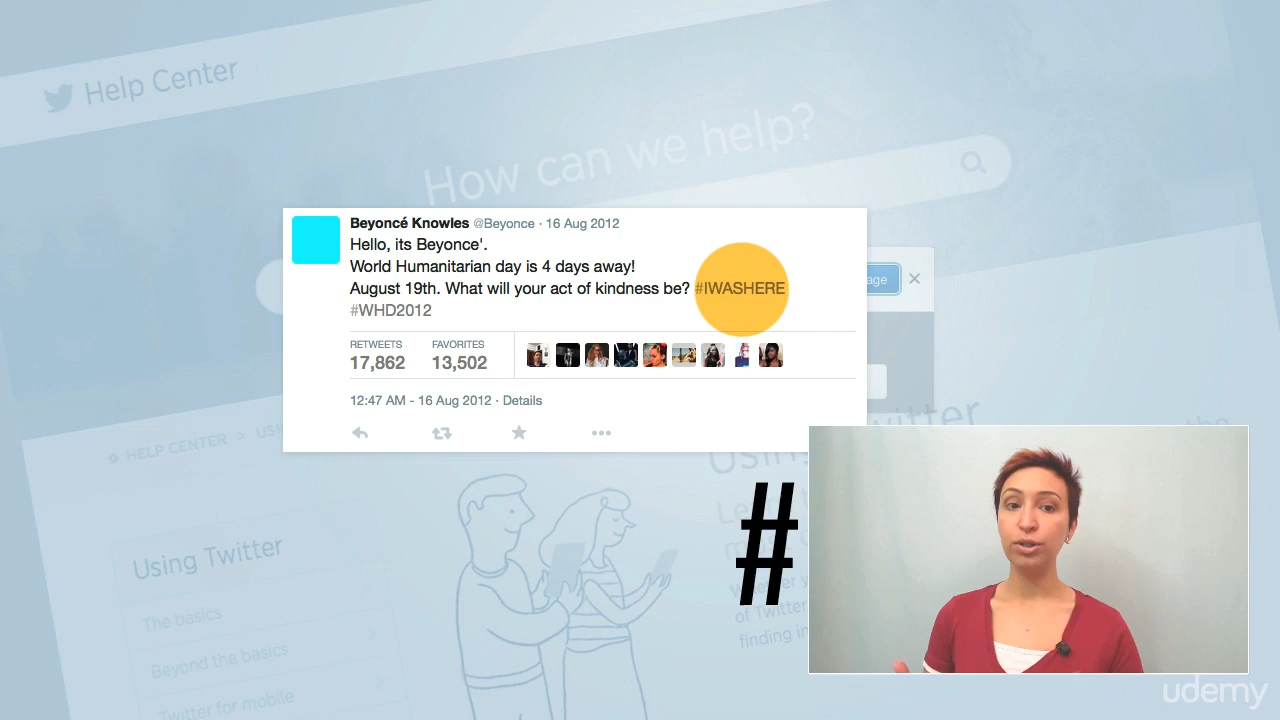 Help Center
How can we help?
Beyoncé Knowles @Beyonce · 16 Aug 2012
Hello, its Beyonce'.
World Humanitarian day is 4 days away!
August 19th. What will your act of kindness be? #IWASHERE
#WHD2012
age ×
RETWEETS FAVORITES
17,862 13,502
12:47 AM - 16 Aug 2012 · Details
HELP CENTER >
Using Twitter
The basics
Beyond the basics
Twitter for mobile
#
of Twitter
udemy